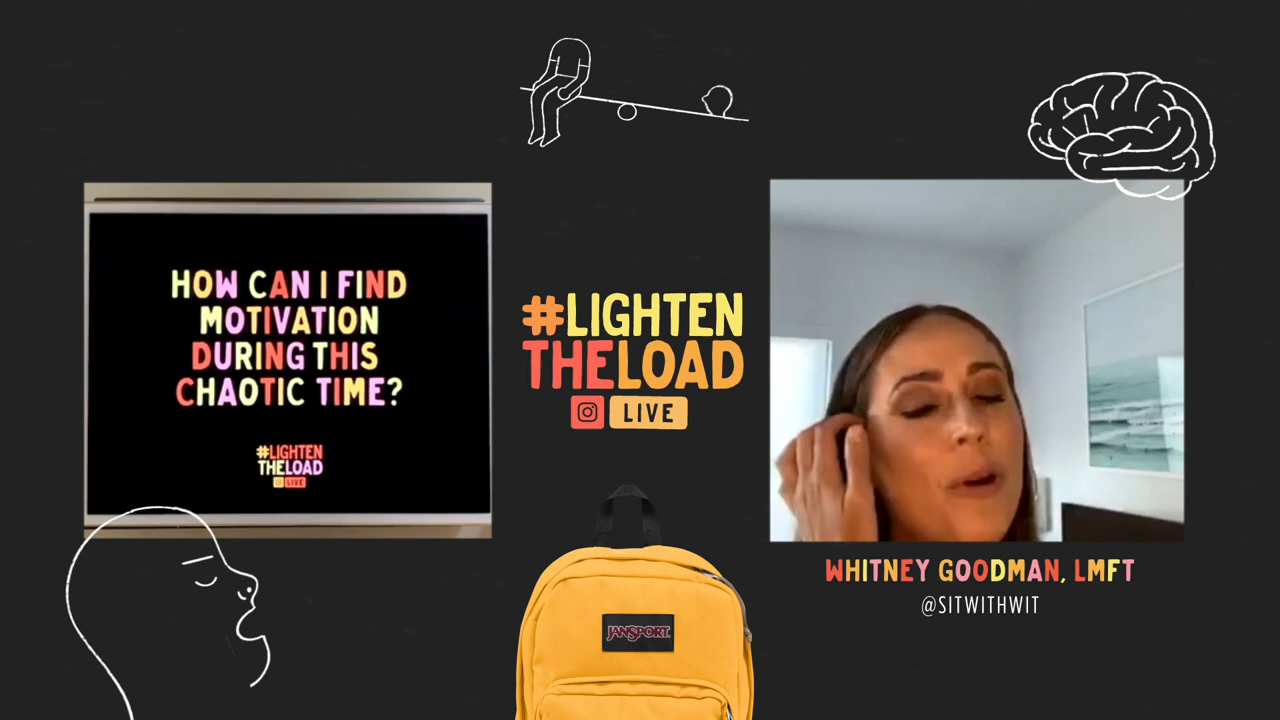 HOW CAN I FIND
MOTIVATION
DURING THIS
CHAOTIC TIME?
#LIGHTEN
THELOAD
LIVE
#LIGHTEN
THELOAD
LIVE
JANSPORT
WHITNEY GOODMAN, LMFT
@SITWITHWIT